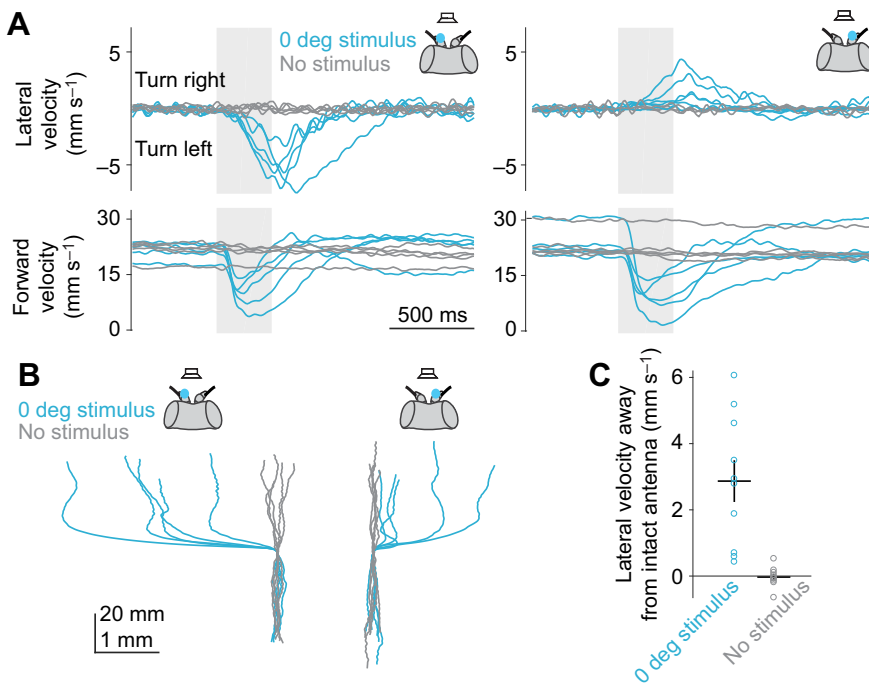 A
0 deg stimulus
No stimulus
5
0
–5
Lateral
velocity
(mm s–1)
Turn right
Turn left
5
0
–5
30
15
0
Forward
velocity
(mm s–1)
500 ms
30
15
0
B
0 deg stimulus
No stimulus
20 mm
1 mm
C
Lateral velocity away
from intact antenna (mm s–1)
6
4
2
0
0 deg stimulus
No stimulus